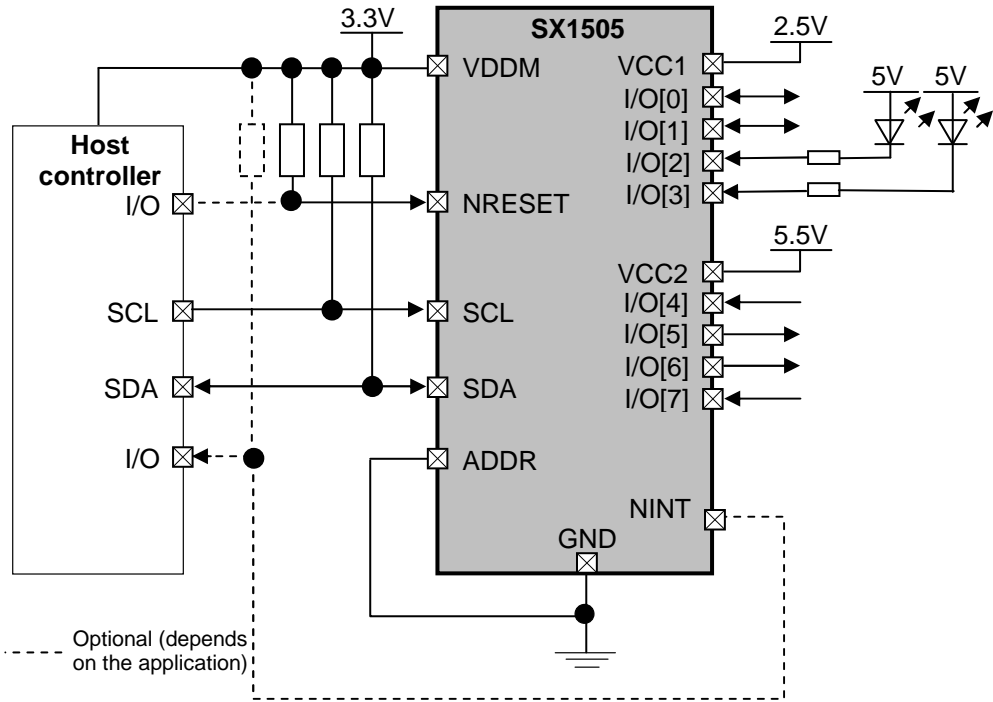 3.3V
SX1505
2.5V
VDDM
VCC1
5V
5V
I/O[0]
I/O[1]
I/O[2]
I/O[3]
Host
controller
I/O
NRESET
5.5V
VCC2
SCL
SCL
I/O[4]
I/O[5]
I/O[6]
I/O[7]
SDA
SDA
I/O
ADDR
NINT
GND
Optional (depends
on the application)